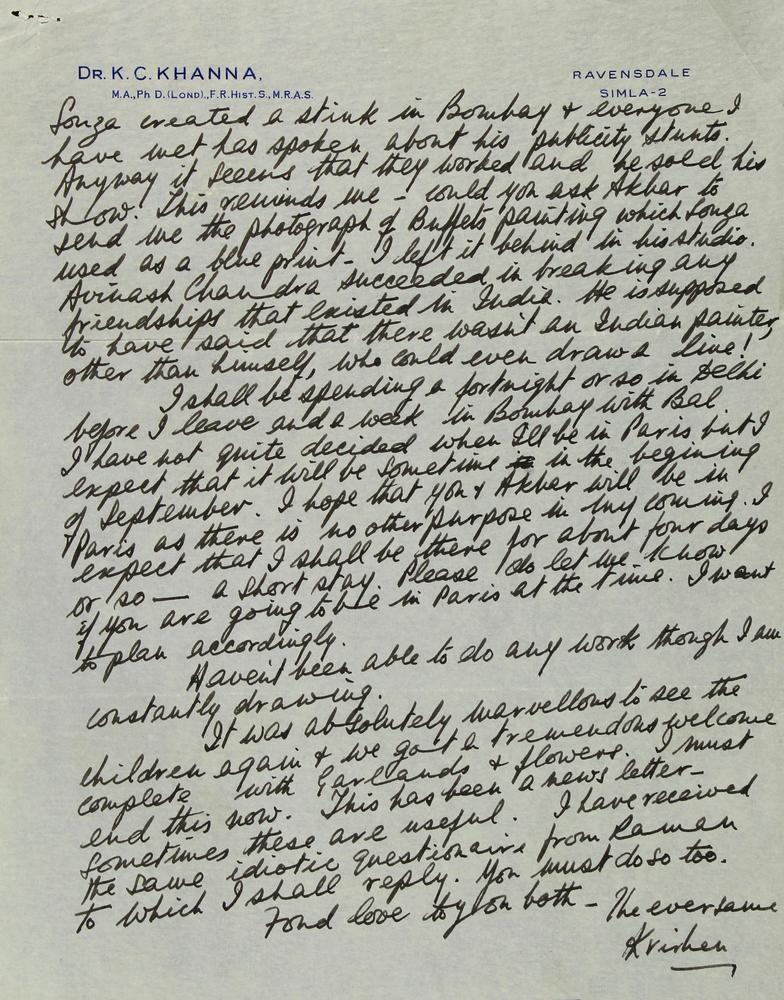 DR. K. C. KHANNA,
M.A., Ph D. (LOND)., F.R. HIST. S., M.R.A.S.
RAVENSDALE
SIMLA-2
Souza created a stink in Bombay & everyone I
have met has spoken about his publicity stunts.
Anyway it seems that they worked and he sold his
show. This reminds me - could you ask Akbar to
send me the photograph of Buffets painting which Souza
used as a blue print - I left it behind in his studio.
Avinash Chandra succeeded in breaking any
friendships that existed in India. He is supposed
to have said that there wasn't an Indian painter,
other than himself, who could even draw a line!
I shall be spending a fortnight or so in Delhi
before I leave and a week in Bombay with Bal
I have not quite decided when I'll be in Paris but I
expect that it will be sometime in the begining
of September. I hope that you & Akbar will be in
Paris as there is no other purpose in my coming. I
expect that I shall be there for about four days
or so — a short stay. Please do let me know
if you are going to be in Paris at the time. I want
to plan accordingly.
Haven't been able to do any work though I am
constantly drawing.
It was absolutely marvellous to see the
children again & we got a tremendous welcome
complete with Garlands & flowers. I must
end this now. This has been a news letter -
sometimes these are useful. I have received
the same idiotic questionaire from Raman
to which I shall reply. You must do so too.
Fond love to you both - The ever same
Krishen